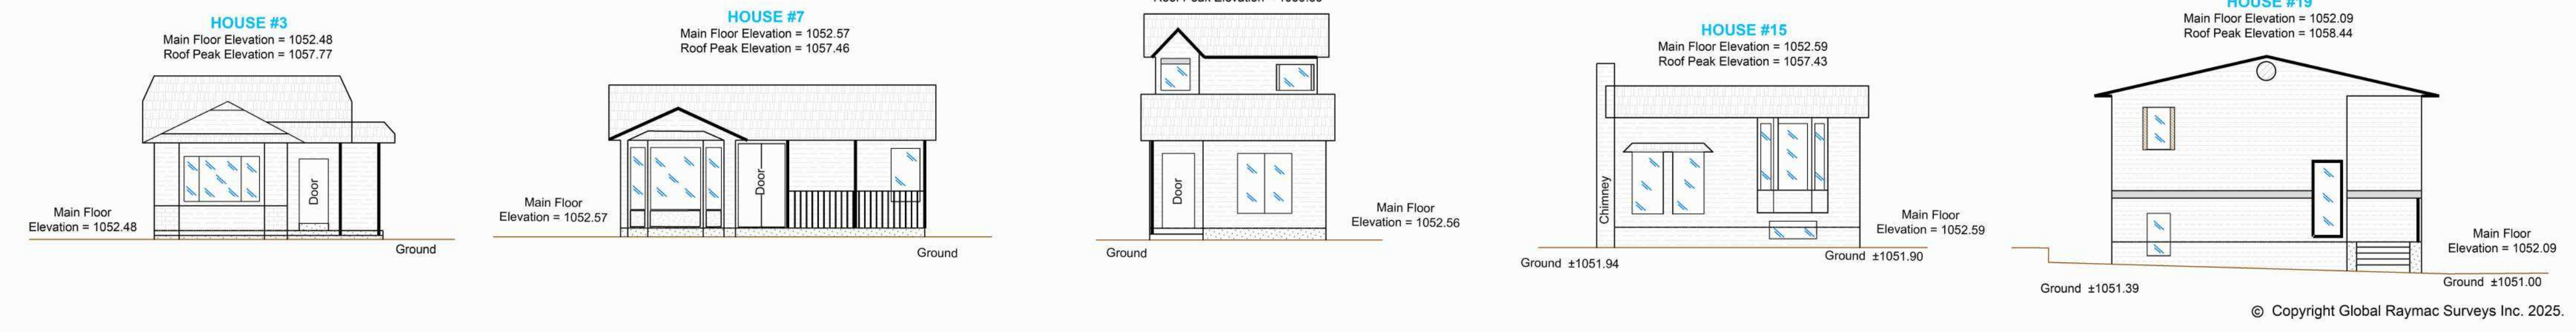 HOUSE #3
Main Floor Elevation = 1052.48
Roof Peak Elevation = 1057.77
Door
Main Floor
Elevation = 1052.48
Ground
HOUSE #7
Main Floor Elevation = 1052.57
Roof Peak Elevation = 1057.46
Door
Main Floor
Elevation = 1052.57
Ground
Door
Main Floor
Elevation = 1052.56
Ground
HOUSE #15
Main Floor Elevation = 1052.59
Roof Peak Elevation = 1057.43
Chimney
Main Floor
Elevation = 1052.59
Ground ±1051.94
Ground ±1051.90
HOUSE #19
Main Floor Elevation = 1052.09
Roof Peak Elevation = 1058.44
Main Floor
Elevation = 1052.09
Ground ±1051.39
Ground ±1051.00
© Copyright Global Raymac Surveys Inc. 2025.